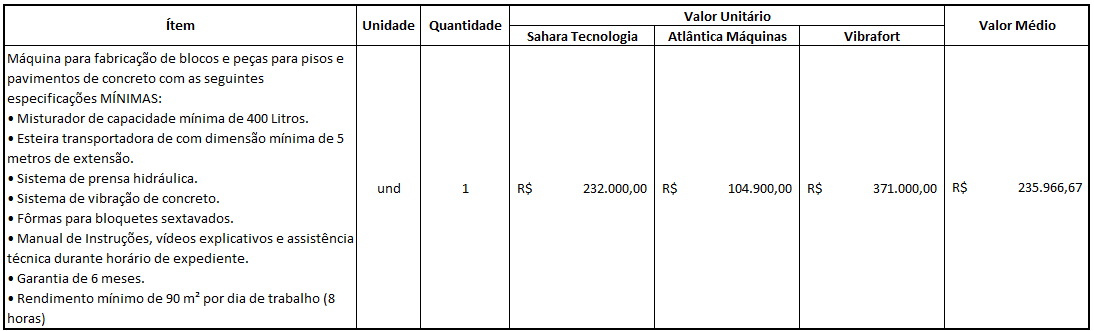 Ítem
Unidade
Quantidade
Valor Unitário
Valor Médio
Sahara Tecnologia
Atlântica Máquinas
Vibrafort
Máquina para fabricação de blocos e peças para pisos e
pavimentos de concreto com as seguintes
especificações MÍNIMAS:
• Misturador de capacidade mínima de 400 Litros.
• Esteira transportadora de com dimensão mínima de 5
metros de extensão.
• Sistema de prensa hidráulica.
• Sistema de vibração de concreto.
• Fôrmas para bloquetes sextavados.
• Manual de Instruções, vídeos explicativos e assistência
técnica durante horário de expediente.
• Garantia de 6 meses.
• Rendimento mínimo de 90 m² por dia de trabalho (8
horas)
und
1
R$ 232.000,00
R$ 104.900,00
R$ 371.000,00
R$ 235.966,67